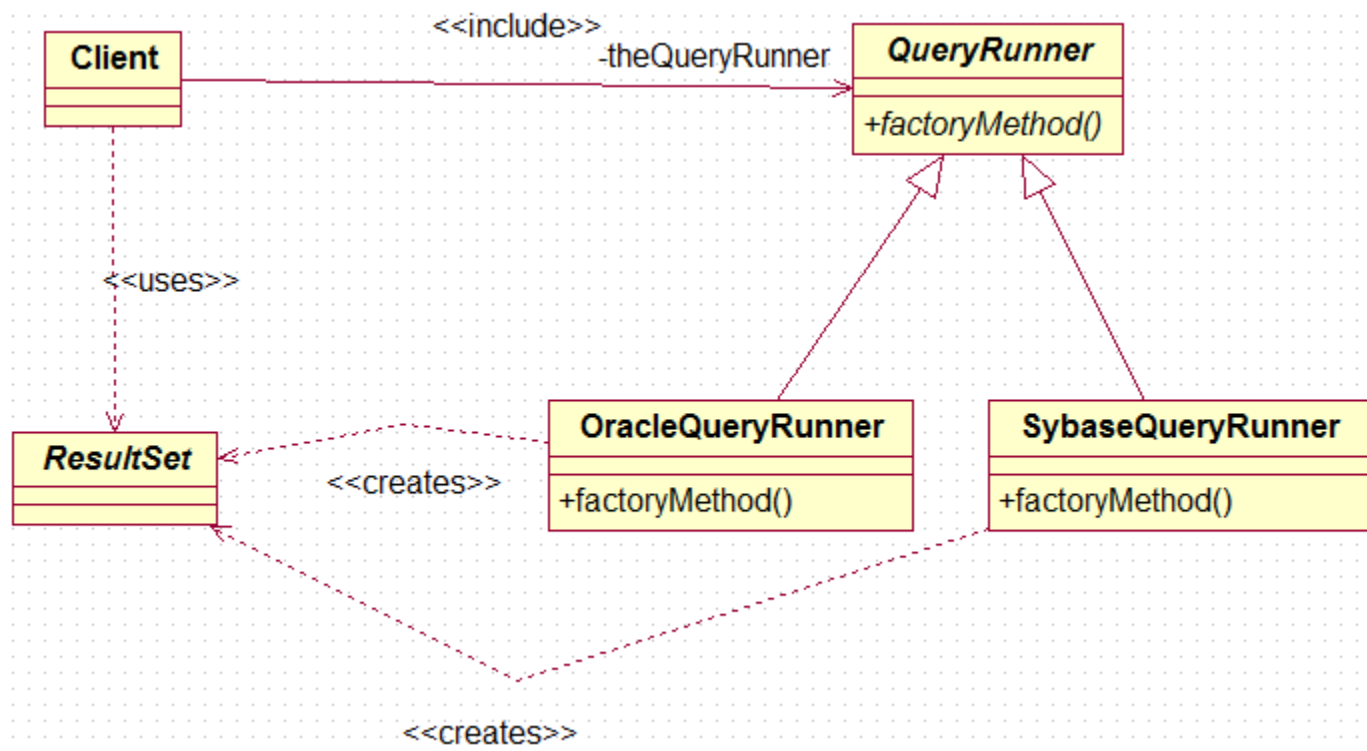 <<include>>
Client
-theQueryRunner
QueryRunner
+factoryMethod()
<<uses>>
ResultSet
<<creates>>
OracleQueryRunner
+factoryMethod()
SybaseQueryRunner
+factoryMethod()
<<creates>>